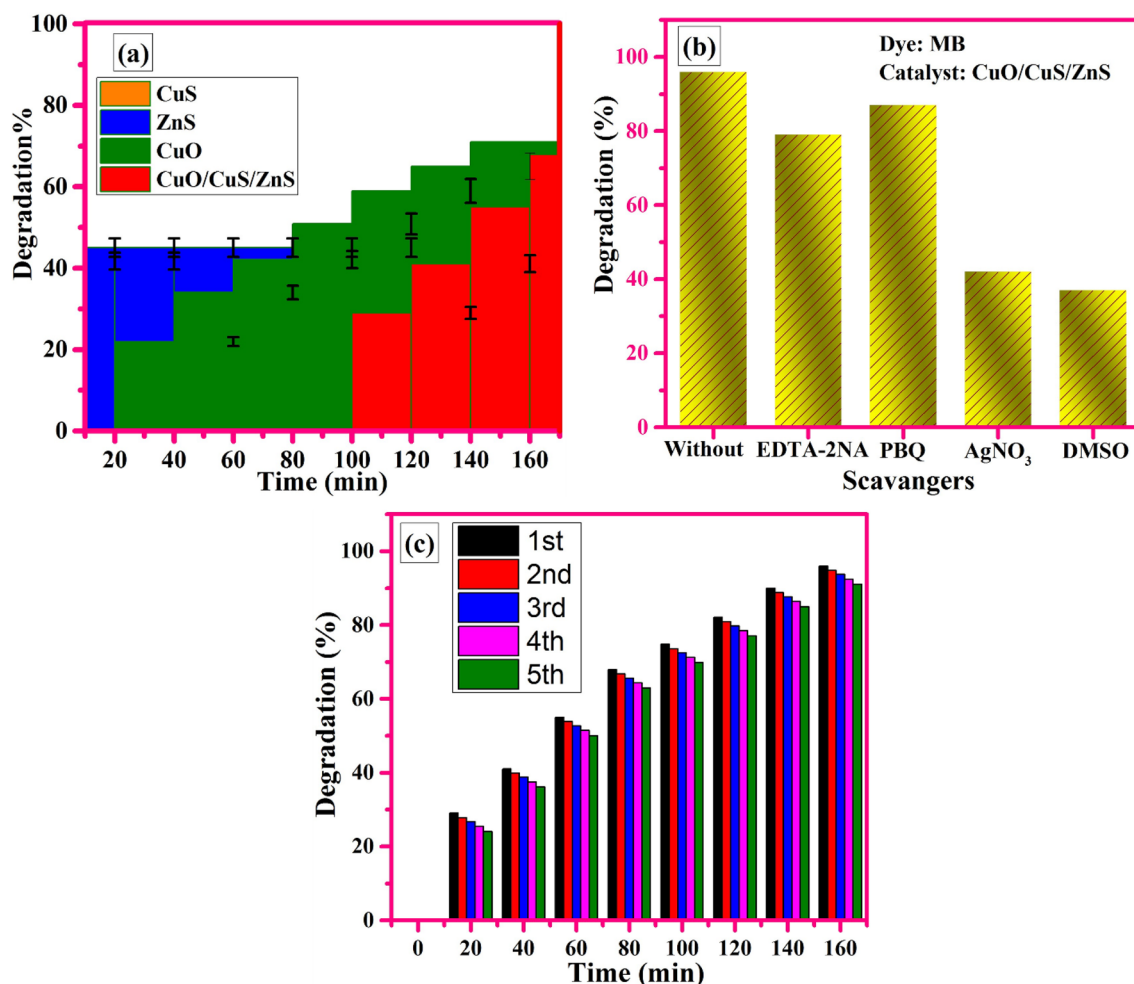 (a)
CuS
ZnS
CuO
CuO/CuS/ZnS
Degradation%
100
80
60
40
20
0
20 40 60 80 100 120 140 160
Time (min)
(b)
Dye: MB
Catalyst: CuO/CuS/ZnS
Degradation (%)
100
80
60
40
20
0
Without EDTA-2NA PBQ AgNO₃ DMSO
Scavangers
(c)
1st
2nd
3rd
4th
5th
Degradation (%)
100
80
60
40
20
0
0 20 40 60 80 100 120 140 160
Time (min)